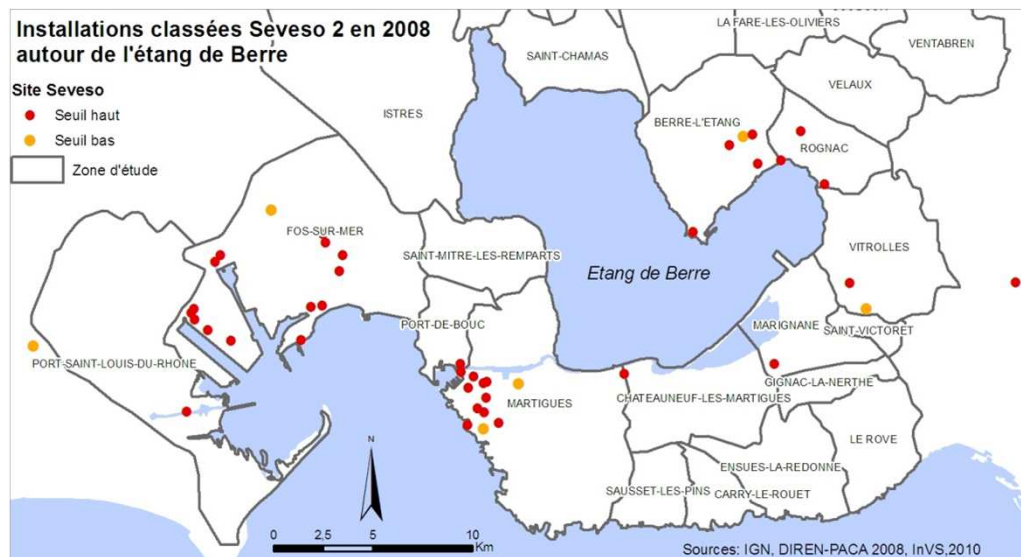 Installations classées Seveso 2 en 2008
autour de l'étang de Berre
Site Seveso
Seuil haut
Seuil bas
Zone d'étude
LA FARE-LES-OLIVIERS
VENTABREN
SAINT-CHAMAS
VELAUX
ISTRES
BERRE-L'ETANG
ROGNAC
FOS-SUR-MER
SAINT-MITRE-LES-REMPARTS
VITROLLES
Etang de Berre
PORT-DE-BOUC
MARIGNANE
SAINT-VICTORET
PORT-SAINT-LOUIS-DU-RHÔNE
GIGNAC-LA-NERTHE
MARTIGUES
CHATEAUNEUF-LES-MARTIGUES
LE ROVE
ENSUES-LA-REDONNE
SAUSSET-LES-PINS
CARRY-LE-ROUET
N
0 2,5 5 10
Km
Sources: IGN, DIREN-PACA 2008, InVS,2010